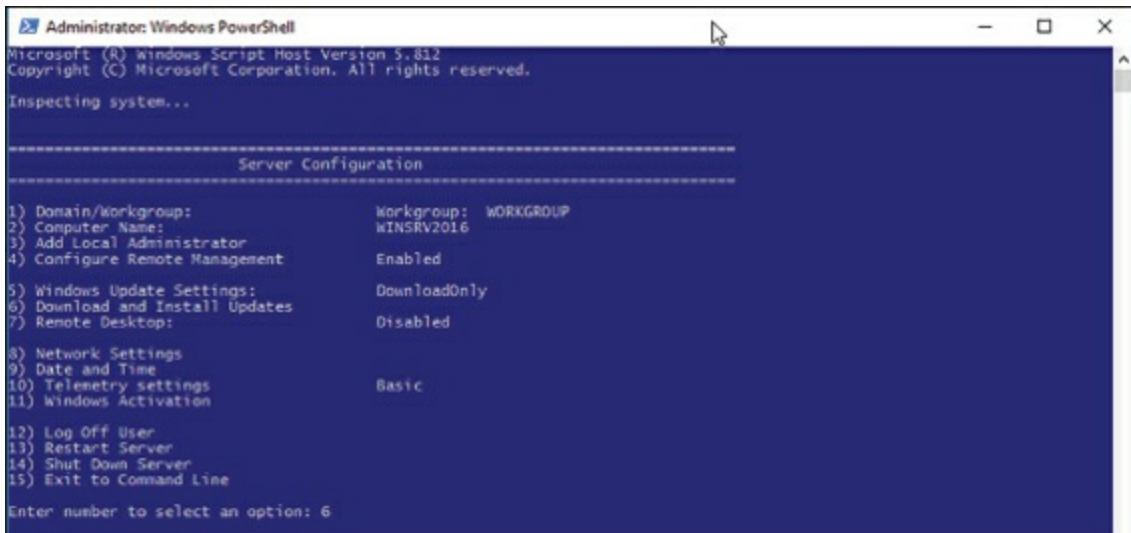 Administrator: Windows PowerShell
Microsoft (R) Windows Script Host Version 5.812
Copyright (C) Microsoft Corporation. All rights reserved.
Inspecting system...
===============================================================================
Server Configuration
===============================================================================
1) Domain/Workgroup: Workgroup: WORKGROUP
2) Computer Name: WINSRV2016
3) Add Local Administrator
4) Configure Remote Management Enabled
5) Windows Update Settings: DownloadOnly
6) Download and Install Updates
7) Remote Desktop: Disabled
8) Network Settings
9) Date and Time
10) Telemetry settings Basic
11) Windows Activation
12) Log Off User
13) Restart Server
14) Shut Down Server
15) Exit to Command Line
Enter number to select an option: 6